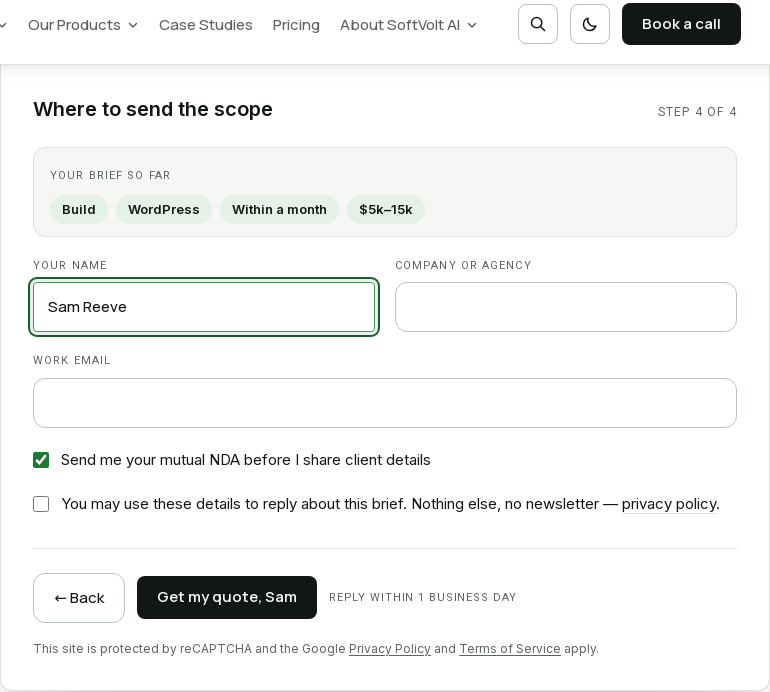 Our Products Case Studies Pricing About SoftVolt AI Book a call
Where to send the scope STEP 4 OF 4
YOUR BRIEF SO FAR
Build WordPress Within a month $5k–15k
YOUR NAME COMPANY OR AGENCY
Sam Reeve
WORK EMAIL
Send me your mutual NDA before I share client details
You may use these details to reply about this brief. Nothing else, no newsletter — privacy policy.
← Back Get my quote, Sam REPLY WITHIN 1 BUSINESS DAY
This site is protected by reCAPTCHA and the Google Privacy Policy and Terms of Service apply.